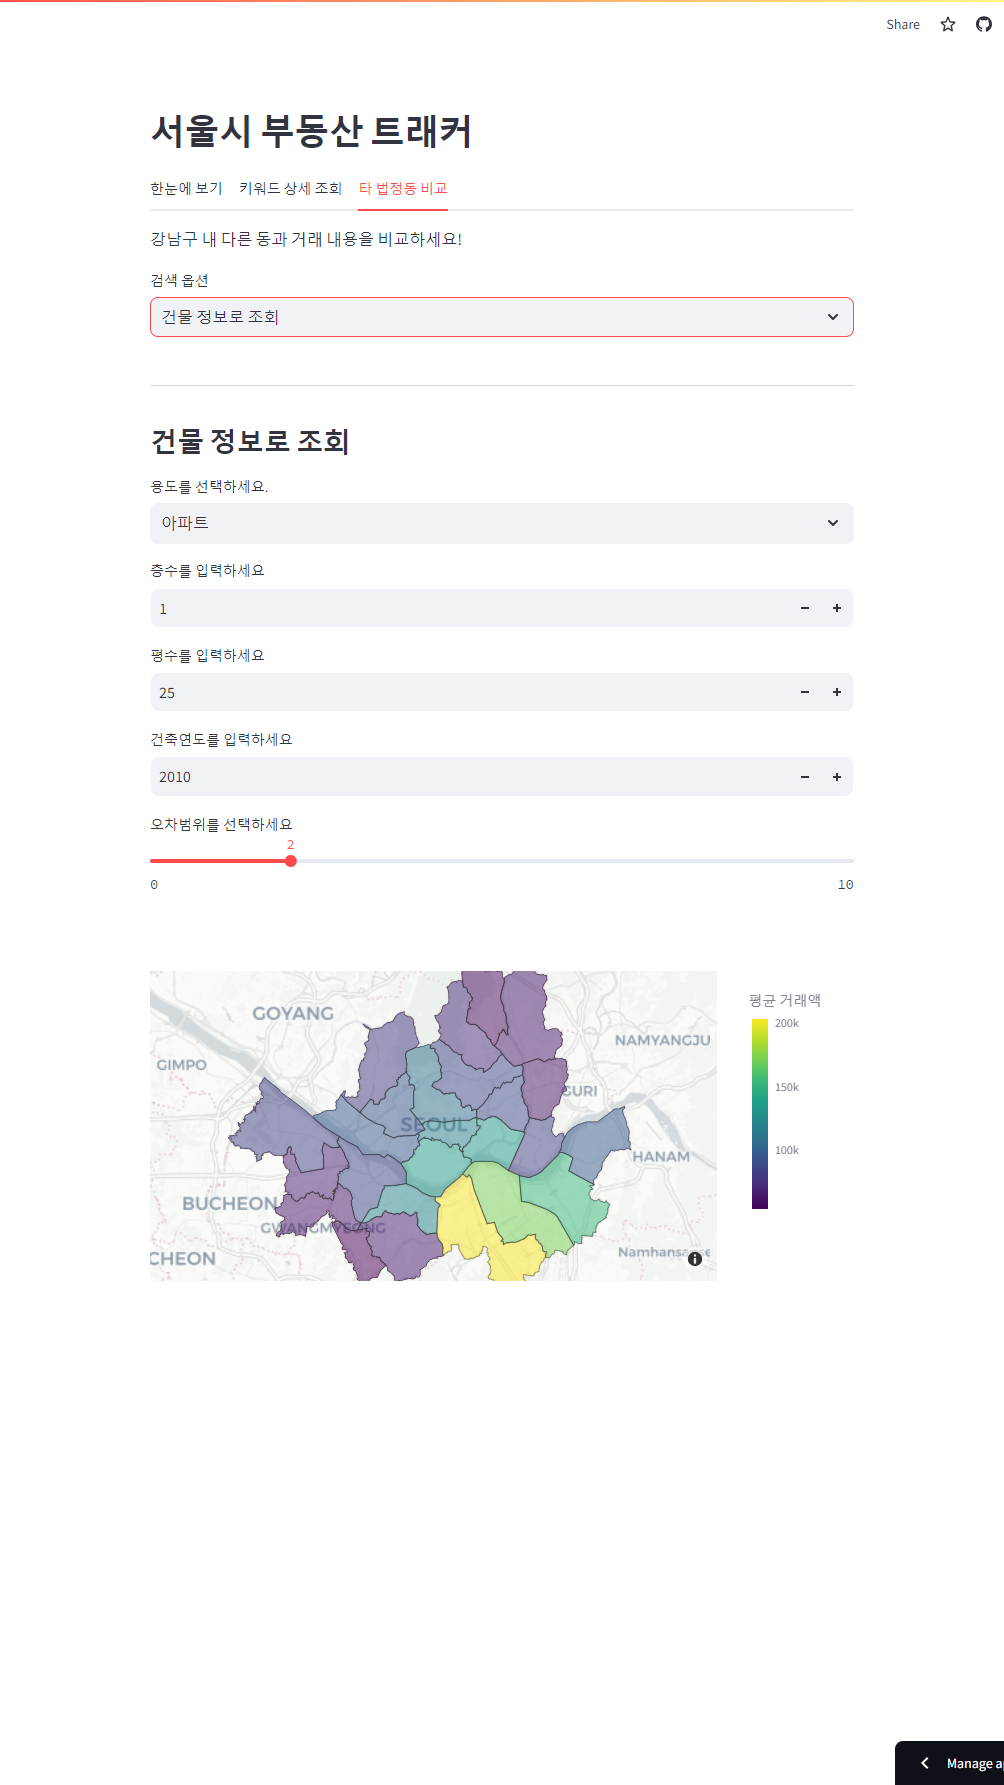 Share
서울시 부동산 트래커
한눈에 보기 키워드 상세 조회 타 법정동 비교
강남구 내 다른 동과 거래 내용을 비교하세요!
검색 옵션
건물 정보로 조회
건물 정보로 조회
용도를 선택하세요.
아파트
층수를 입력하세요
1
평수를 입력하세요
25
건축연도를 입력하세요
2010
오차범위를 선택하세요
2
0 10
평균 거래액
200k
150k
100k
GOYANG
NAMYANGJU
GIMPO
GURI
SEOUL
HANAM
BUCHEON
GWANGMYEONG
CHEON
Manage